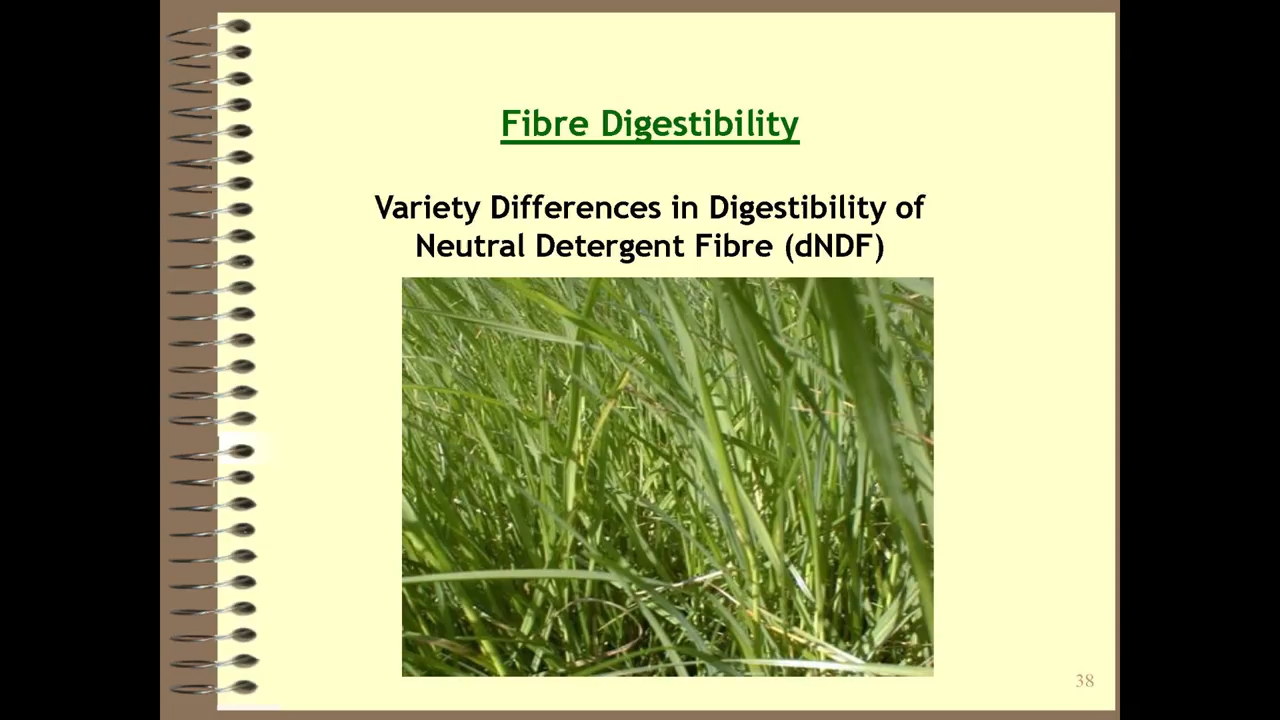 Fibre Digestibility
Variety Differences in Digestibility of
Neutral Detergent Fibre (dNDF)
38